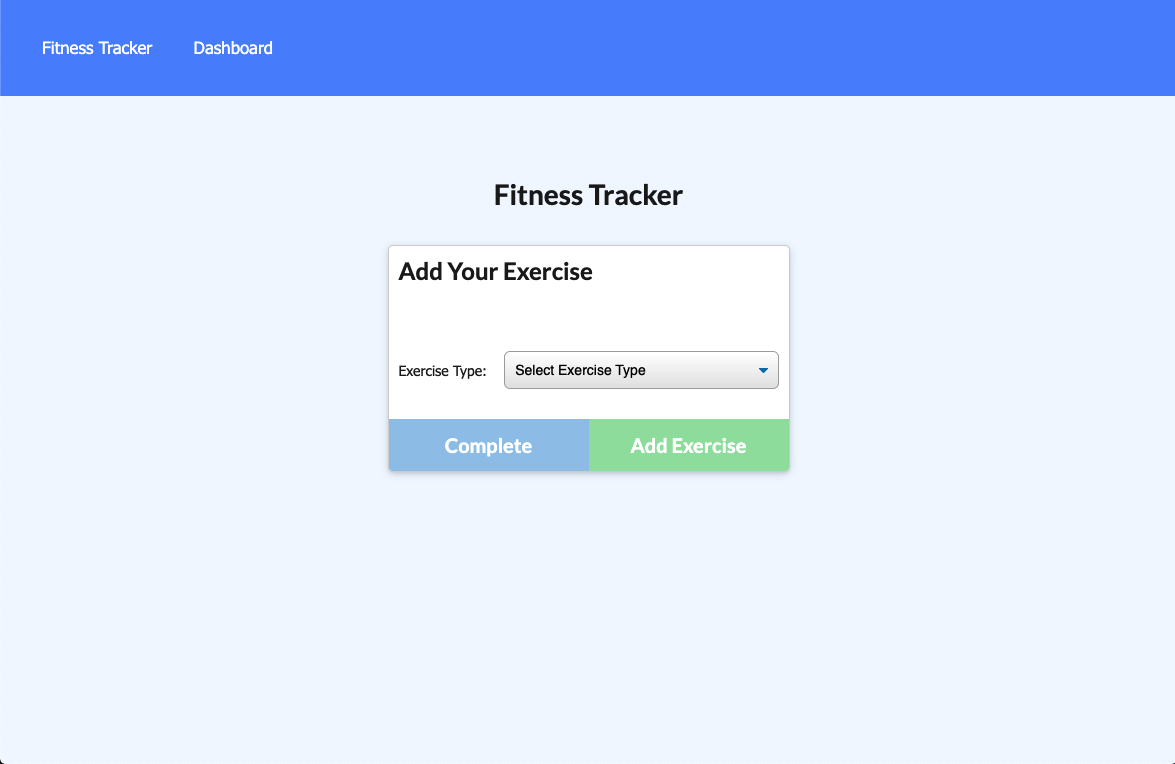 Fitness Tracker Dashboard
Fitness Tracker
Add Your Exercise
Exercise Type: Select Exercise Type
Complete Add Exercise